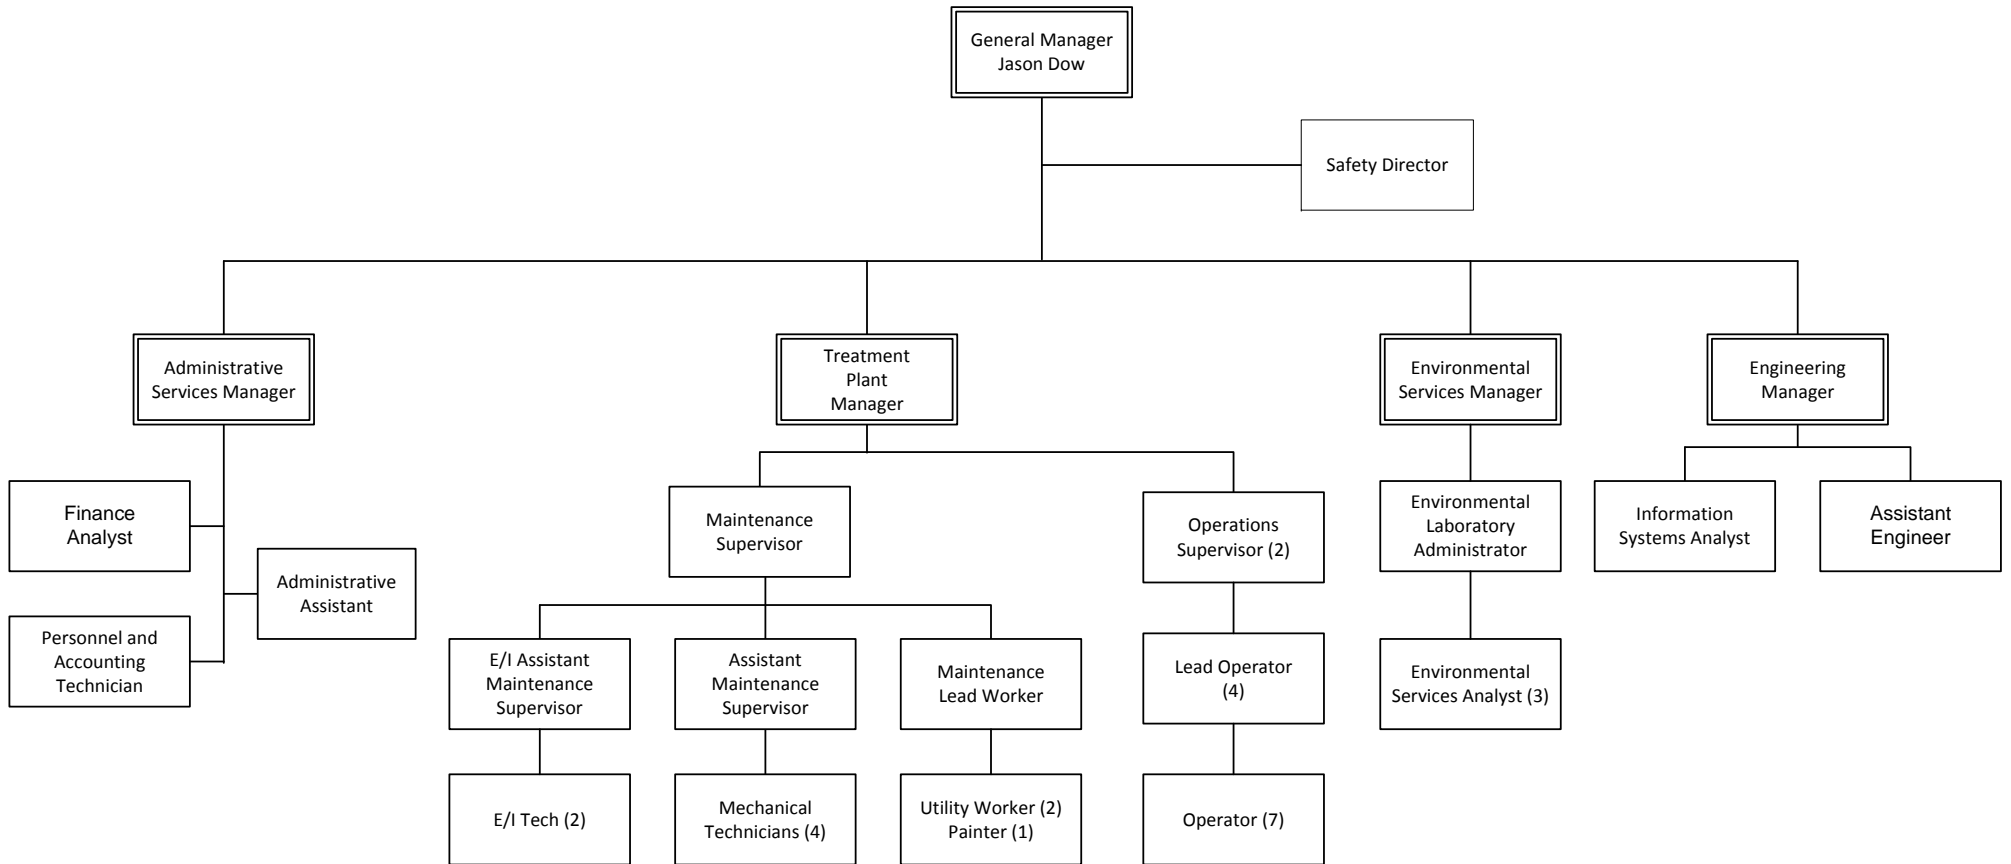 General Manager
Jason Dow
Safety Director
Administrative
Services Manager
Treatment
Plant
Manager
Environmental
Services Manager
Engineering
Manager
Finance
Analyst
Administrative
Assistant
Personnel and
Accounting
Technician
Maintenance
Supervisor
Operations
Supervisor (2)
Environmental
Laboratory
Administrator
Information
Systems Analyst
Assistant
Engineer
E/I Assistant
Maintenance
Supervisor
Assistant
Maintenance
Supervisor
Maintenance
Lead Worker
Lead Operator
(4)
Environmental
Services Analyst (3)
E/I Tech (2)
Mechanical
Technicians (4)
Utility Worker (2)
Painter (1)
Operator (7)